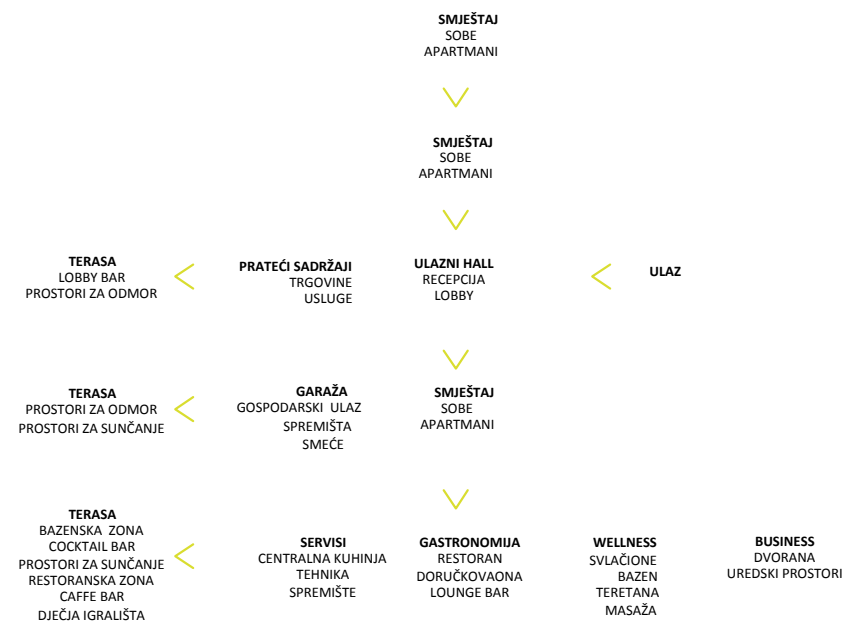 SMJEŠTAJ
SOBE
APARTMANI
SMJEŠTAJ
SOBE
APARTMANI
TERASA
LOBBY BAR
PROSTORI ZA ODMOR
PRATEĆI SADRŽAJI
TRGOVINE
USLUGE
ULAZNI HALL
RECEPCIJA
LOBBY
ULAZ
TERASA
PROSTORI ZA ODMOR
PROSTORI ZA SUNČANJE
GARAŽA
GOSPODARSKI ULAZ
SPREMIŠTA
SMEĆE
SMJEŠTAJ
SOBE
APARTMANI
TERASA
BAZENSKA ZONA
COCKTAIL BAR
PROSTORI ZA SUNČANJE
RESTORANSKA ZONA
CAFFE BAR
DJEČJA IGRALIŠTA
SERVISI
CENTRALNA KUHINJA
TEHNIKA
SPREMIŠTE
GASTRONOMIJA
RESTORAN
DORUČKOVAONA
LOUNGE BAR
WELLNESS
SVLAČIONE
BAZEN
TERETANA
MASAŽA
BUSINESS
DVORANA
UREDSKI PROSTORI